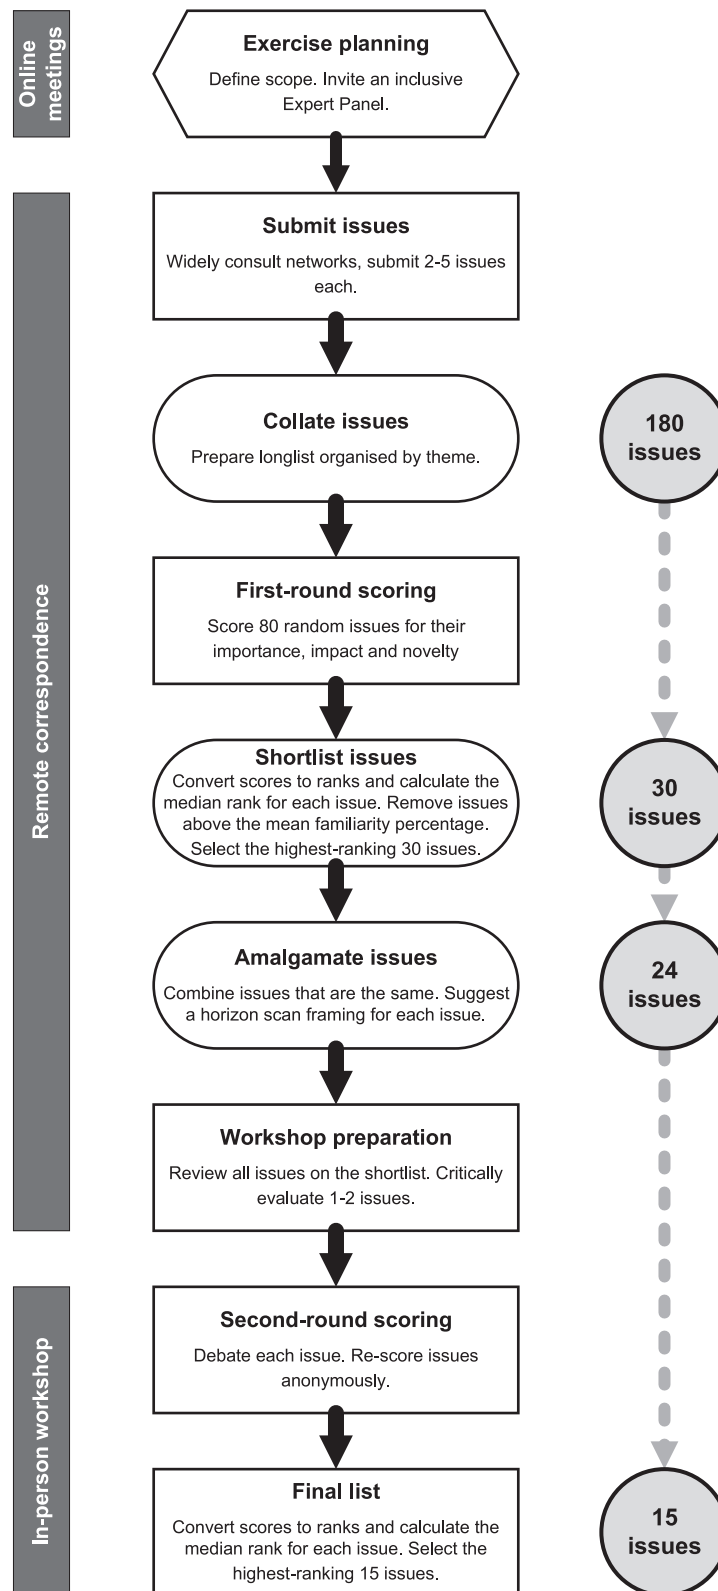 Online
meetings
Exercise planning
Define scope. Invite an inclusive
Expert Panel.
Remote correspondence
Submit issues
Widely consult networks, submit 2-5 issues
each.
Collate issues
Prepare longlist organised by theme.
180
issues
First-round scoring
Score 80 random issues for their
importance, impact and novelty
Shortlist issues
Convert scores to ranks and calculate the
median rank for each issue. Remove issues
above the mean familiarity percentage.
Select the highest-ranking 30 issues.
30
issues
Amalgamate issues
Combine issues that are the same. Suggest
a horizon scan framing for each issue.
24
issues
Workshop preparation
Review all issues on the shortlist. Critically
evaluate 1-2 issues.
In-person workshop
Second-round scoring
Debate each issue. Re-score issues
anonymously.
Final list
Convert scores to ranks and calculate the
median rank for each issue. Select the
highest-ranking 15 issues.
15
issues